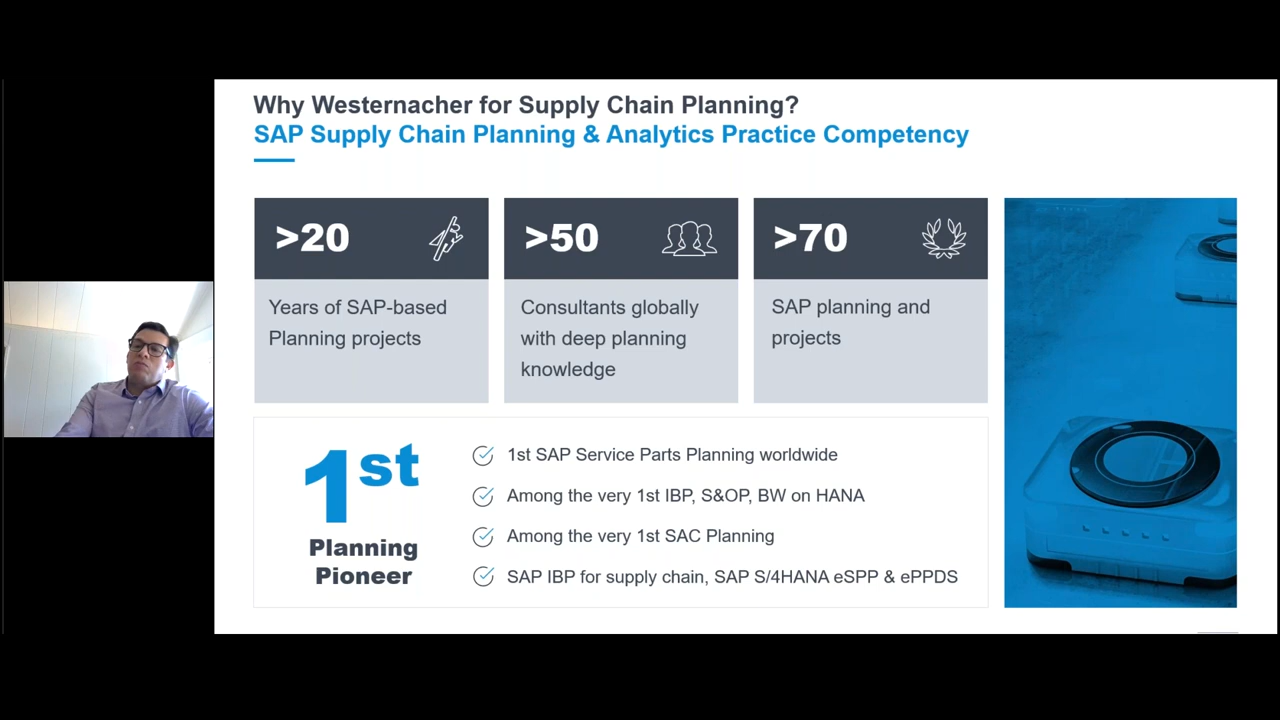 Why Westernacher for Supply Chain Planning?
SAP Supply Chain Planning & Analytics Practice Competency
>20
Years of SAP-based
Planning projects
>50
Consultants globally
with deep planning
knowledge
>70
SAP planning and
projects
1st
Planning
Pioneer
1st SAP Service Parts Planning worldwide
Among the very 1st IBP, S&OP, BW on HANA
Among the very 1st SAC Planning
SAP IBP for supply chain, SAP S/4HANA eSPP & ePPDS